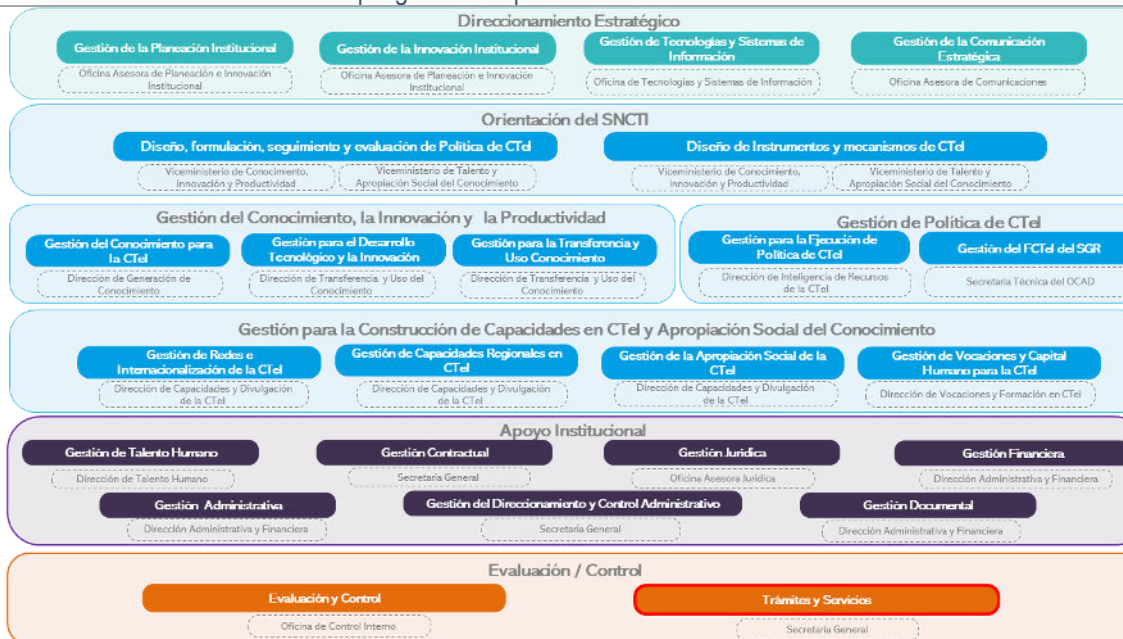 Direccionamiento Estratégico
Gestión de la Planeación Institucional
Oficina Asesora de Planeación e Innovación
Institucional
Gestión de la Innovación Institucional
Oficina Asesora de Planeación e Innovación
Institucional
Gestión de Tecnologías y Sistemas de
Información
Oficina de Tecnologías y Sistemas de Información
Gestión de la Comunicación
Estratégica
Oficina Asesora de Comunicaciones
Orientación del SNCTI
Diseño, formulación, seguimiento y evaluación de Política de CTeI
Viceministerio de Conocimiento,
Innovación y Productividad
Viceministerio de Talento y
Apropiación Social del Conocimiento
Diseño de Instrumentos y mecanismos de CTeI
Viceministerio de Conocimiento,
Innovación y Productividad
Viceministerio de Talento y
Apropiación Social del Conocimiento
Gestión del Conocimiento, la Innovación y la Productividad
Gestión del Conocimiento para
la CTeI
Dirección de Generación de
Conocimiento
Gestión para el Desarrollo
Tecnológico y la Innovación
Dirección de Transferencia y Uso del
Conocimiento
Gestión para la Transferencia y
Uso Conocimiento
Dirección de Transferencia y Uso del
Conocimiento
Gestión de Política de CTeI
Gestión para la Ejecución de
Política de CTeI
Dirección de Inteligencia de Recursos
de la CTeI
Gestión del FCTeI del SGR
Secretaria Técnica del OCAD
Gestión para la Construcción de Capacidades en CTeI y Apropiación Social del Conocimiento
Gestión de Redes e
Internacionalización de la CTeI
Dirección de Capacidades y Divulgación
de la CTeI
Gestión de Capacidades Regionales en
CTeI
Dirección de Capacidades y Divulgación
de la CTeI
Gestión de la Apropiación Social de la
CTeI
Dirección de Capacidades y Divulgación
de la CTeI
Gestión de Vocaciones y Capital
Humano para la CTeI
Dirección de Vocaciones y Formación en CTeI
Apoyo Institucional
Gestión de Talento Humano
Dirección de Talento Humano
Gestión Contractual
Secretaria General
Gestión Jurídica
Oficina Asesora Jurídica
Gestión Financiera
Dirección Administrativa y Financiera
Gestión Administrativa
Dirección Administrativa y Financiera
Gestión del Direccionamiento y Control Administrativo
Secretaría General
Gestión Documental
Dirección Administrativa y Financiera
Evaluación / Control
Evaluación y Control
Oficina de Control Interno
Trámites y Servicios
Secretaría General